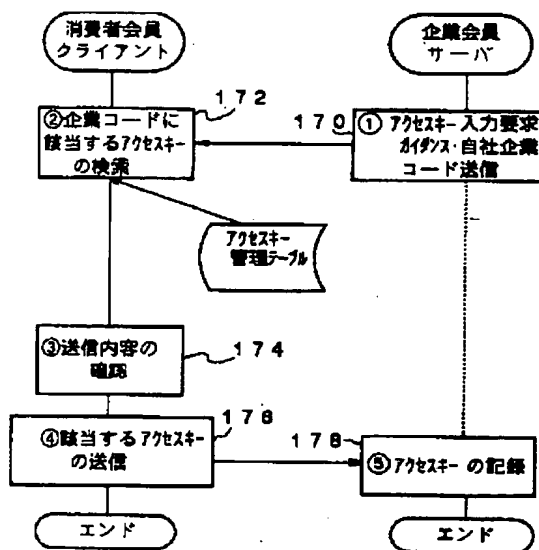 消費者会員
クライアント
企業会員
サーバ
172
②企業コードに
該当するアクセスキー
の検索
170
① アクセスキー入力要求
ガイダンス・自社企業
コード送信
アクセスキー
管理テーブル
③送信内容の
確認
174
176
④該当するアクセスキー
の送信
178
⑤アクセスキーの記録
エンド
エンド